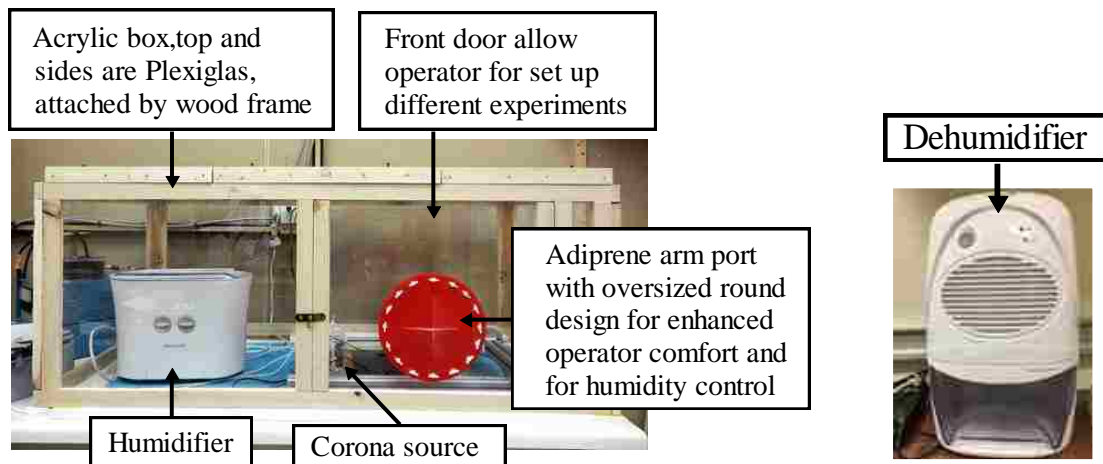 Acrylic box,top and
sides are Plexiglas,
attached by wood frame
Front door allow
operator for set up
different experiments
Dehumidifier
Adiprene arm port
with oversized round
design for enhanced
operator comfort and
for humidity control
Humidifier
Corona source